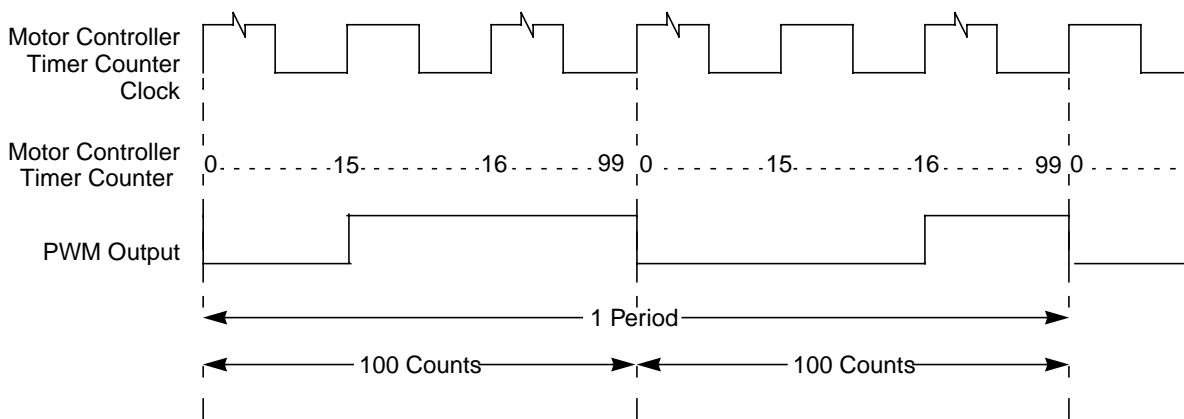 Motor Controller
Timer Counter
Clock
Motor Controller
Timer Counter
0 15 16 99 0 15 16 99 0
PWM Output
1 Period
100 Counts 100 Counts